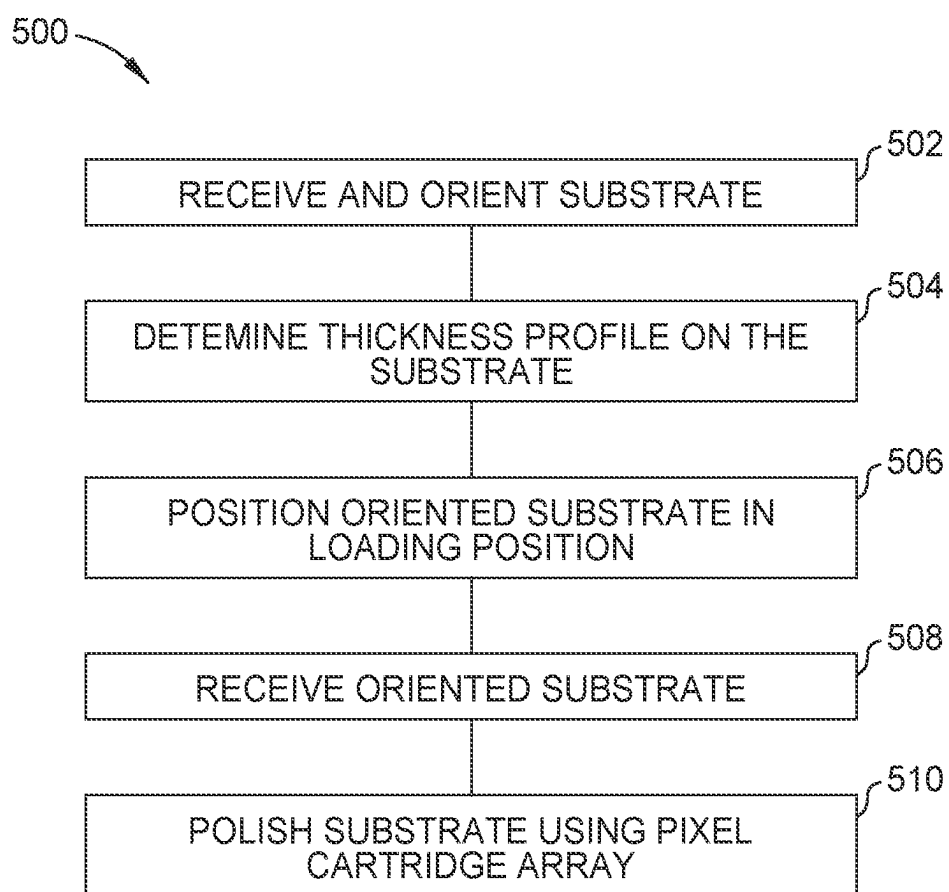 500
502
RECEIVE AND ORIENT SUBSTRATE
504
DETEMINE THICKNESS PROFILE ON THE
SUBSTRATE
506
POSITION ORIENTED SUBSTRATE IN
LOADING POSITION
508
RECEIVE ORIENTED SUBSTRATE
510
POLISH SUBSTRATE USING PIXEL
CARTRIDGE ARRAY